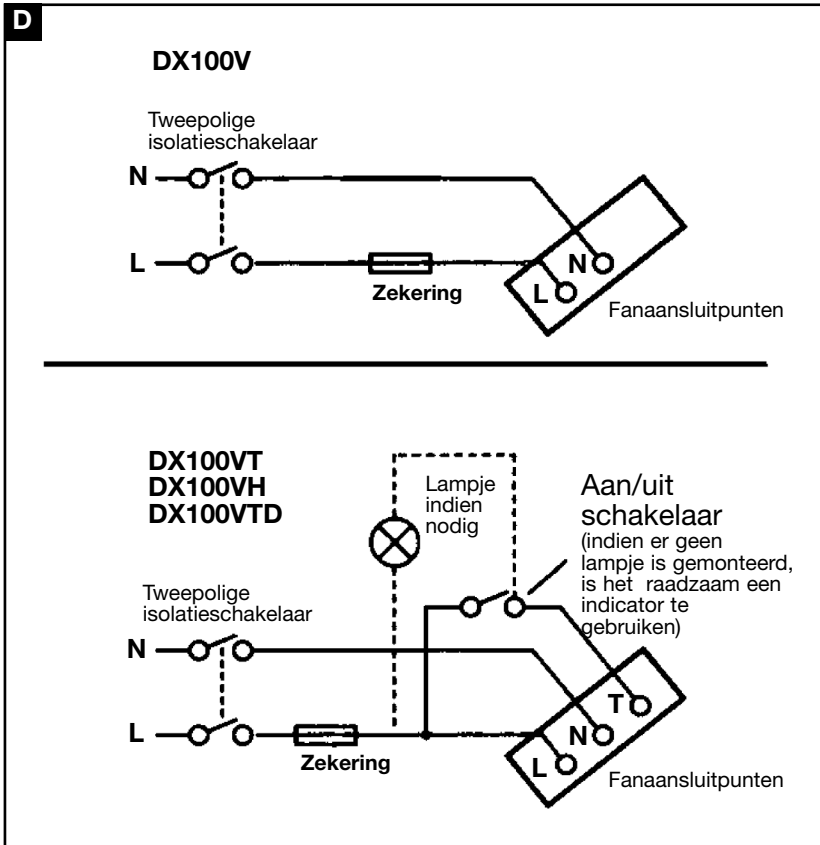 D
DX100V
Tweepolige
isolatieschakelaar
N
L
Zekering
N
L
Fanaansluitpunten
DX100VT
DX100VH
DX100VTD
Lampje
indien
nodig
Aan/uit
schakelaar
(indien er geen
lampje is gemonteerd,
is het raadzaam een
indicator te
gebruiken)
Tweepolige
isolatieschakelaar
N
L
Zekering
T
N
L
Fanaansluitpunten